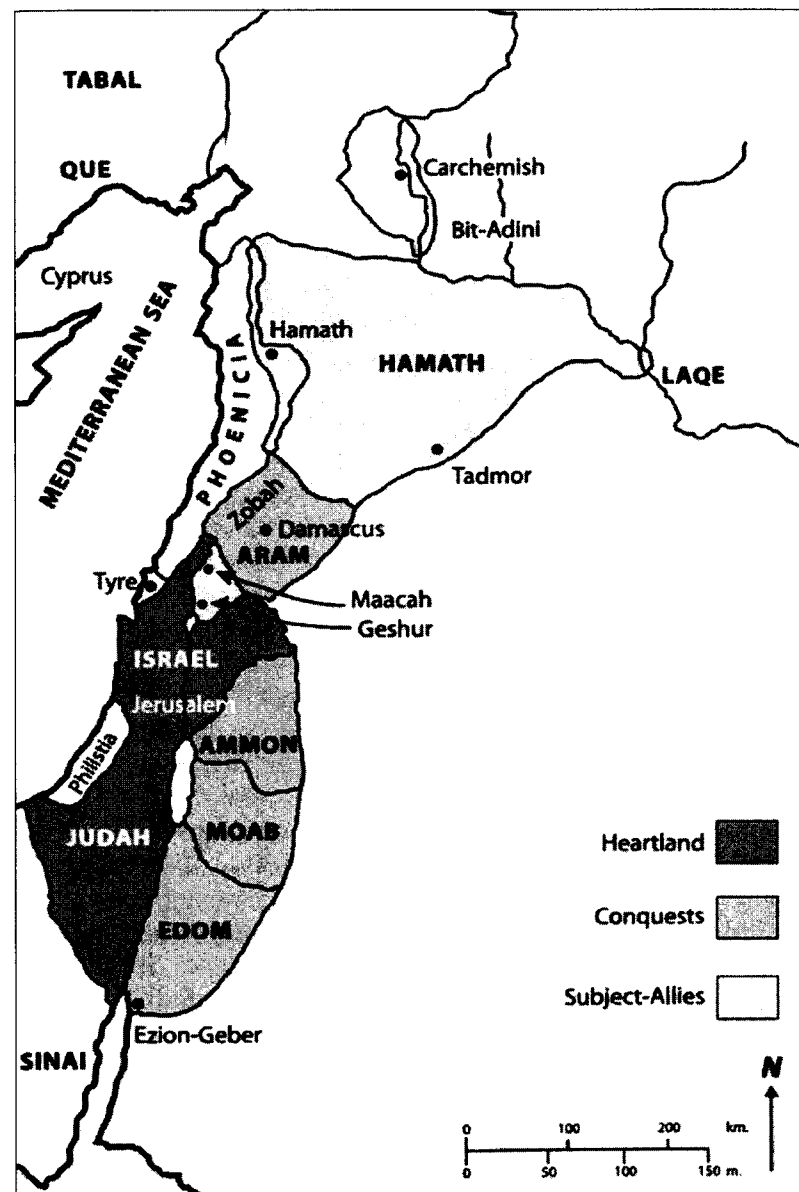 TABAL
QUE
Carchemish
Bit-Adini
Cyprus
MEDITERRANEAN SEA
Hamath
PHOENICIA
HAMATH
LAQE
Tadmor
Zobah
Damascus
ARAM
Tyre
Maacah
Geshur
ISRAEL
Jerusalem
AMMON
Philistia
JUDAH
MOAB
Heartland
Conquests
EDOM
Subject-Allies
Ezion-Geber
SINAI
N
0 100 200 km.
0 50 100 150 m.